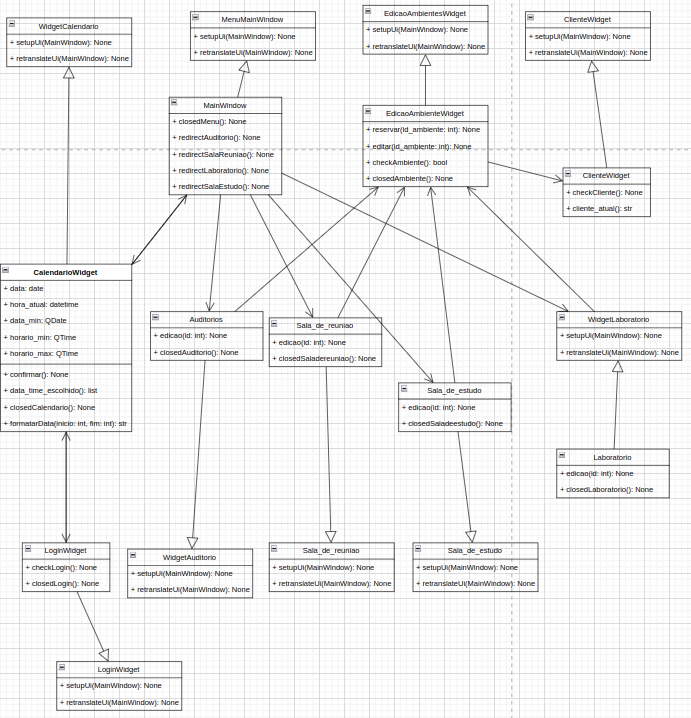 WidgetCalendario
+ setupUi(MainWindow): None
+ retranslateUi(MainWindow): None
MenuMainWindow
+ setupUi(MainWindow): None
+ retranslateUi(MainWindow): None
EdicaoAmbientesWidget
+ setupUi(MainWindow): None
+ retranslateUi(MainWindow): None
ClienteWidget
+ setupUi(MainWindow): None
+ retranslateUi(MainWindow): None
MainWindow
+ closedMenu(): None
+ redirectAuditorio(): None
+ redirectSalaReuniao(): None
+ redirectLaboratorio(): None
+ redirectSalaEstudo(): None
EdicaoAmbienteWidget
+ reservar(id_ambiente: int): None
+ editar(id_ambiente: int): None
+ checkAmbiente(): bool
+ closedAmbiente(): None
ClienteWidget
+ checkCliente(): None
+ cliente_atual(): str
CalendarioWidget
+ data: date
+ hora_atual: datetime
+ data_min: QDate
+ horario_min: QTime
+ horario_max: QTime
+ confirmar(): None
+ data_time_escolhido(): list
+ closedCalendario(): None
+ formatarData(inicio: int, fim: int): str
Auditorios
+ edicao(id: int): None
+ closedAuditorio(): None
Sala_de_reuniao
+ edicao(id: int): None
+ closedSaladereuniao(): None
WidgetLaboratorio
+ setupUi(MainWindow): None
+ retranslateUi(MainWindow): None
Sala_de_estudo
+ edicao(id: int): None
+ closedSaladeestudo(): None
Laboratorio
+ edicao(id: int): None
+ closedLaboratorio(): None
LoginWidget
+ checkLogin(): None
+ closedLogin(): None
WidgetAuditorio
+ setupUi(MainWindow): None
+ retranslateUi(MainWindow): None
Sala_de_reuniao
+ setupUi(MainWindow): None
+ retranslateUi(MainWindow): None
Sala_de_estudo
+ setupUi(MainWindow): None
+ retranslateUi(MainWindow): None
LoginWidget
+ setupUi(MainWindow): None
+ retranslateUi(MainWindow): None